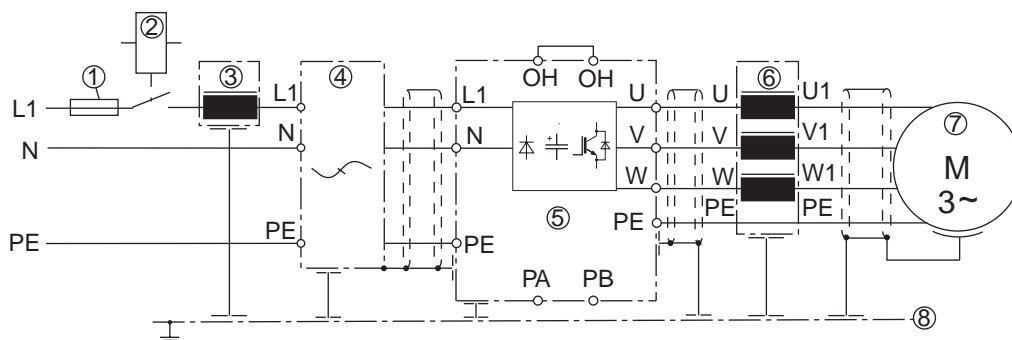 ②
①
③
④
⑥
⑦
OH OH
L1 L1 L1 U U U1
N N N V V V1
M
3~
W W W1
PE PE PE PE PE PE
⑤
PA PB
⑧